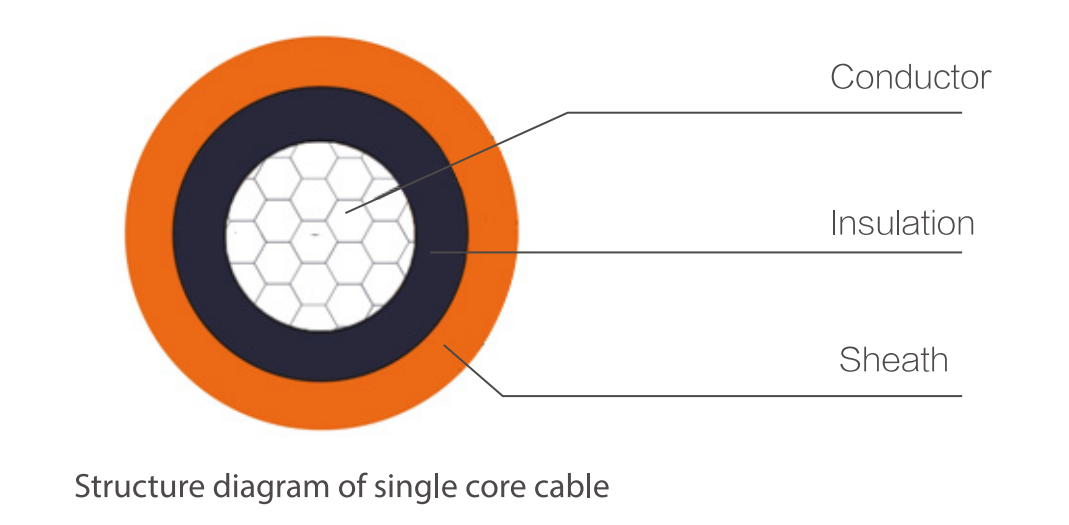 Conductor
Insulation
Sheath
Structure diagram of single core cable